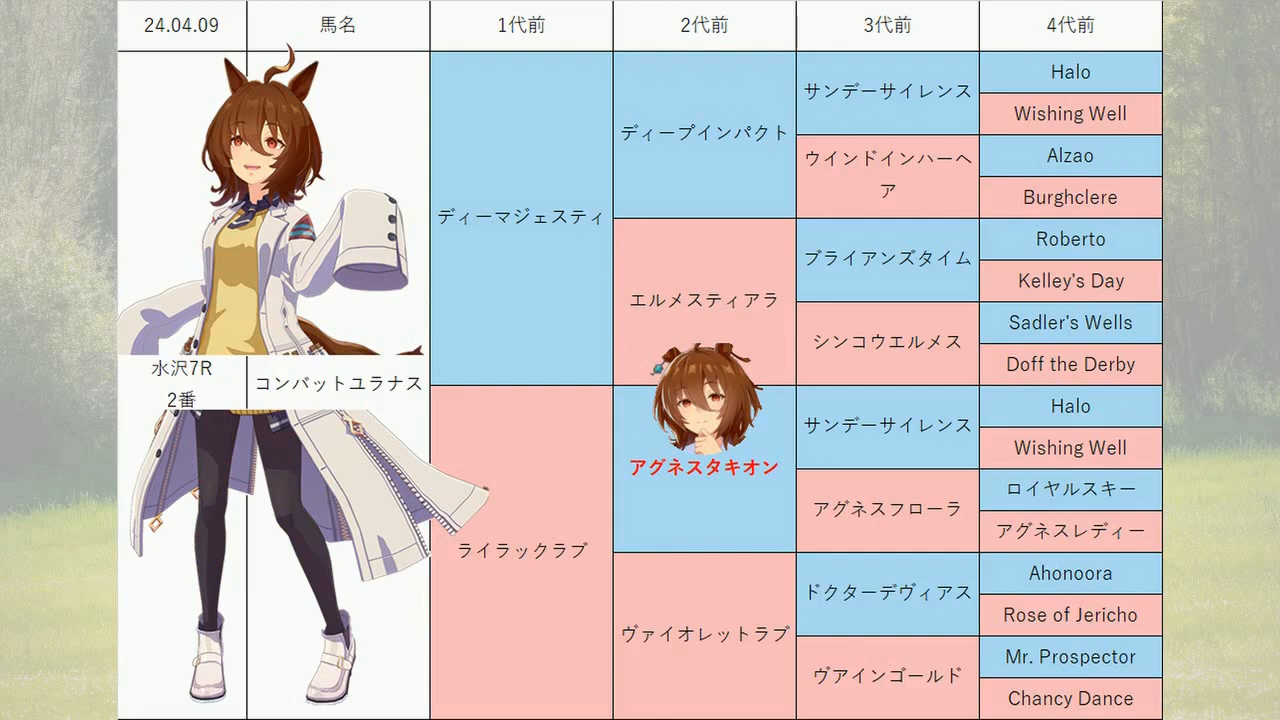 24.04.09
馬名
1代前
2代前
3代前
4代前
水沢7R
2番
コンバットユラナス
ディーマジェスティ
ライラックラブ
ディープインパクト
エルメスティアラ
アグネスタキオン
ヴァイオレットラブ
サンデーサイレンス
ウインドインハーヘ
ア
ブライアンズタイム
シンコウエルメス
サンデーサイレンス
アグネスフローラ
ドクターデヴィアス
ヴアインゴールド
Halo
Wishing Well
Alzao
Burghclere
Roberto
Kelley's Day
Sadler's Wells
Doff the Derby
Halo
Wishing Well
ロイヤルスキー
アグネスレディー
Ahonoora
Rose of Jericho
Mr. Prospector
Chancy Dance